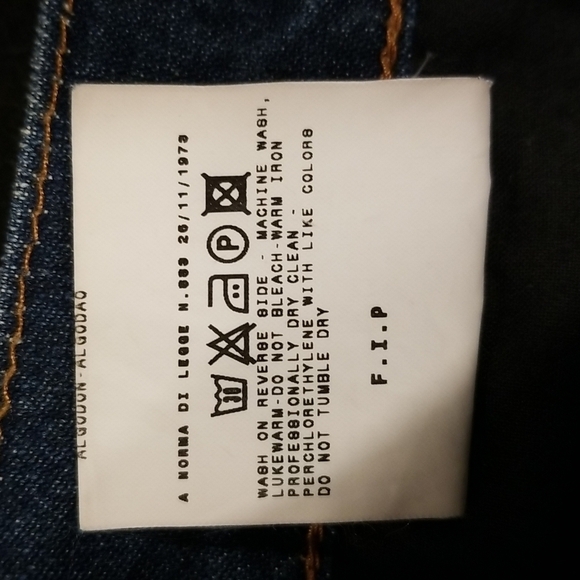 ALGODON-ALGODAO
A NORMA DI LEGGE N.883 26/11/1973
30
P
WASH ON REVERSE SIDE - MACHINE WASH,
LUKEWARM-DO NOT BLEACH-WARM IRON
PROFESSIONALLY DRY CLEAN -
PERCHLORETHYLENE WITH LIKE COLORS
DO NOT TUMBLE DRY
F.I.P